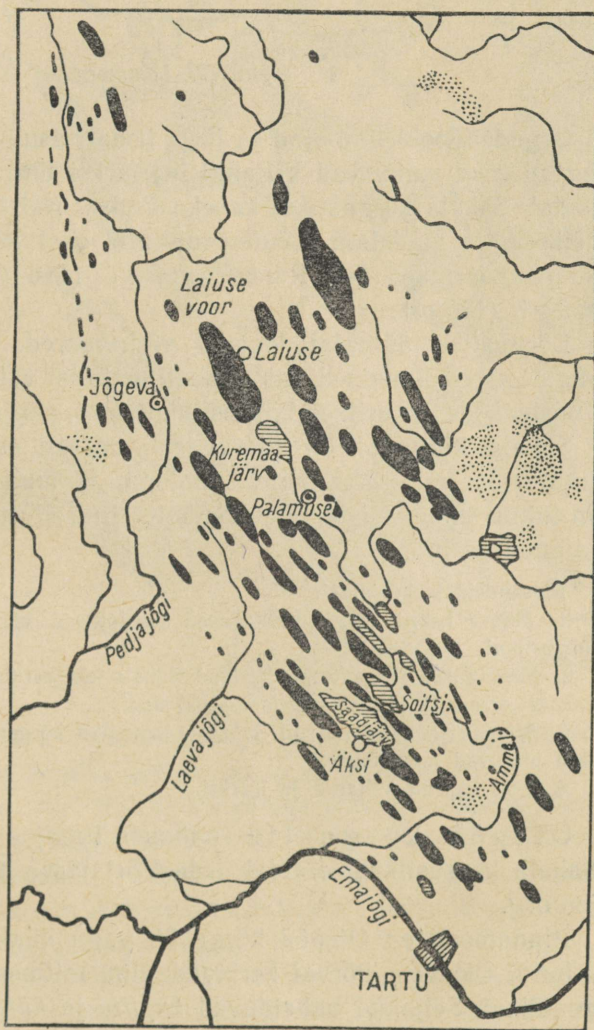 Laiuse
voor
Laiuse
Jõgeva
Kuremaa-
järv
Palamuse
Pedja jõgi
Soitsj.
Saadjärv
Äksi
Laeva jõgi
Amme j.
Emajõgi
TARTU